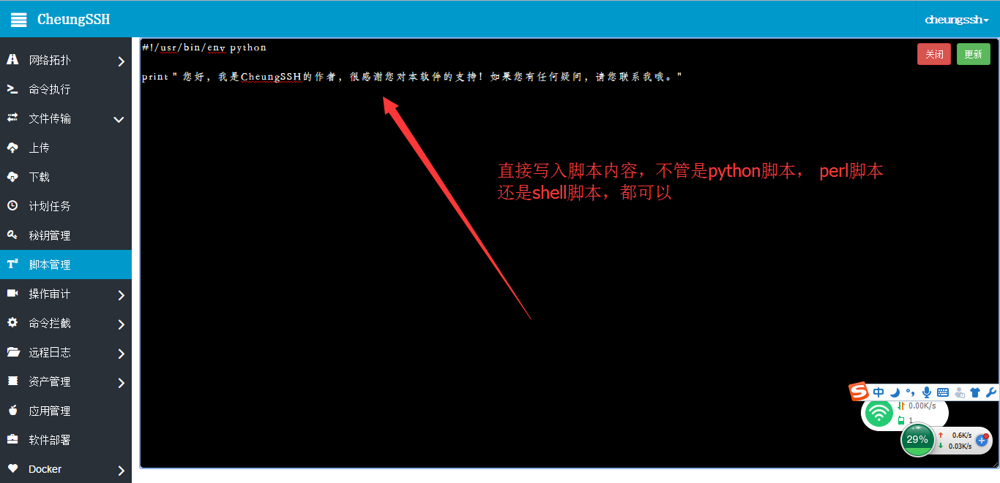 CheungSSH
cheungssh
网络拓扑
命令执行
文件传输
上传
下载
计划任务
秘钥管理
脚本管理
操作审计
命令拦截
远程日志
资产管理
应用管理
软件部署
Docker
#!/usr/bin/env python
关闭
更新
print " 您好，我是CheungSSH的作者，很感谢您对本软件的支持！如果您有任何疑问，请您联系我哦。"
直接写入脚本内容，不管是python脚本， perl脚本
还是shell脚本，都可以
S 中
0.00K/s
1
29%
0.6K/s
0.03K/s